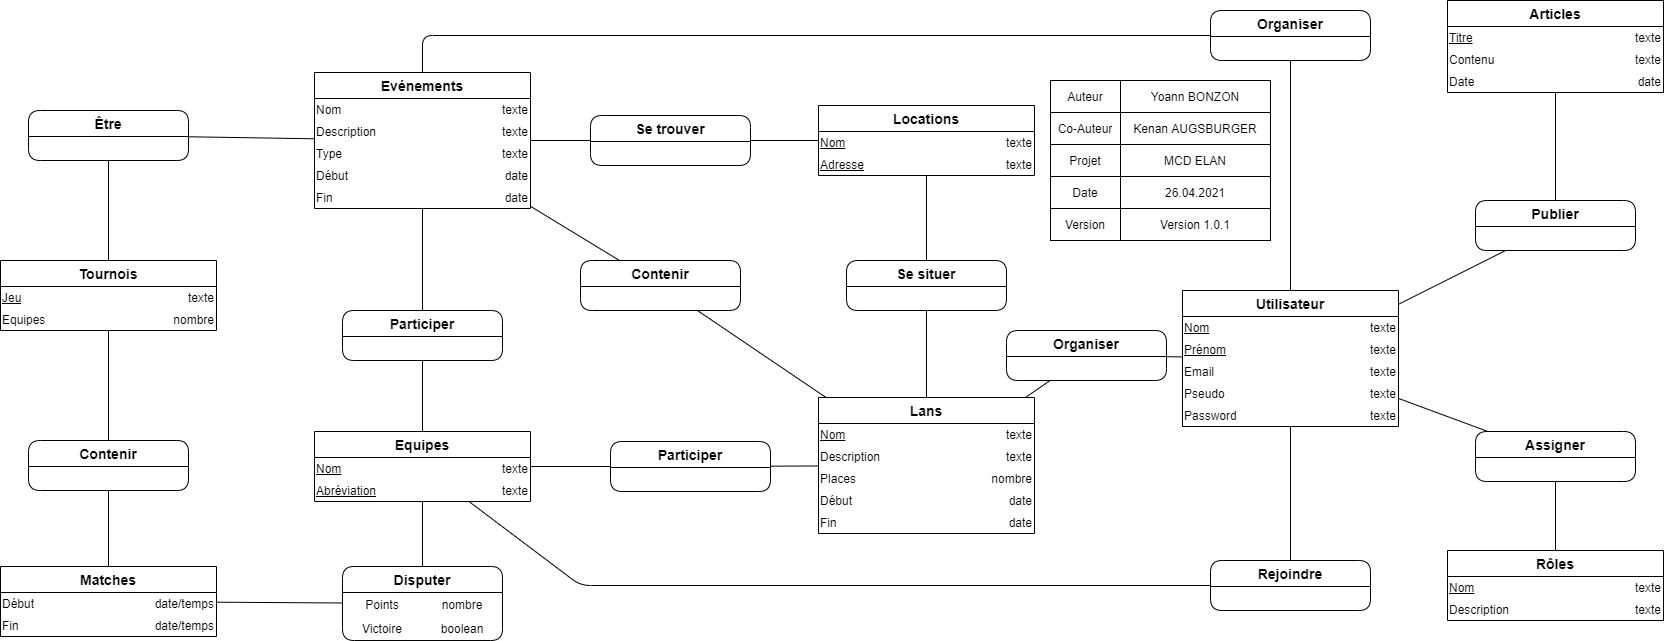 Organiser
Articles
Titre texte
Contenu texte
Date date
Evénements
Nom texte
Description texte
Type texte
Début date
Fin date
Être
Se trouver
Locations
Nom texte
Adresse texte
Auteur Yoann BONZON
Co-Auteur Kenan AUGSBURGER
Projet MCD ELAN
Date 26.04.2021
Version Version 1.0.1
Publier
Tournois
Jeu texte
Equipes nombre
Contenir
Se situer
Participer
Organiser
Utilisateur
Nom texte
Prénom texte
Email texte
Pseudo texte
Password texte
Contenir
Equipes
Nom texte
Abréviation texte
Participer
Lans
Nom texte
Description texte
Places nombre
Début date
Fin date
Assigner
Matches
Début date/temps
Fin date/temps
Disputer
Points nombre
Victoire boolean
Rejoindre
Rôles
Nom texte
Description texte